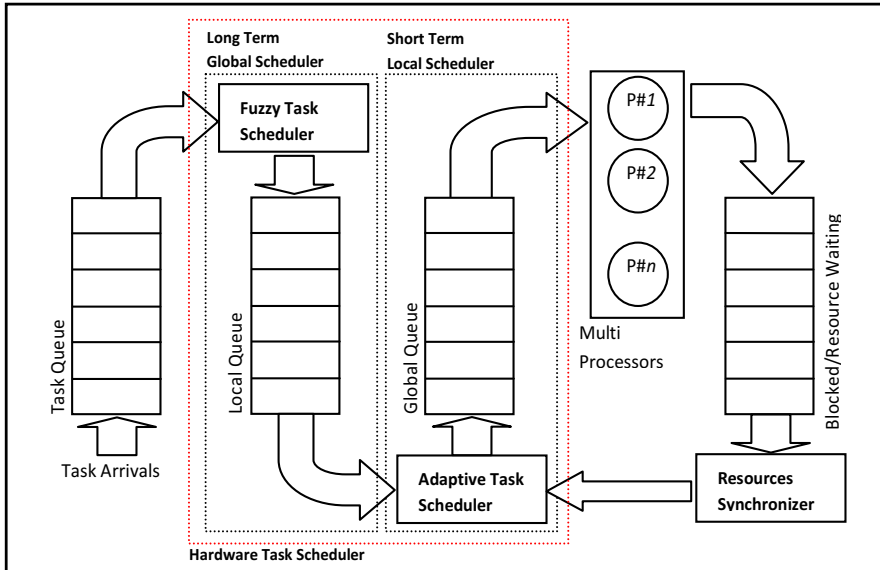 Long Term
Global Scheduler
Short Term
Local Scheduler
Fuzzy Task
Scheduler
P#1
P#2
P#n
Task Queue
Local Queue
Global Queue
Multi
Processors
Blocked/Resource Waiting
Task Arrivals
Adaptive Task
Scheduler
Resources
Synchronizer
Hardware Task Scheduler